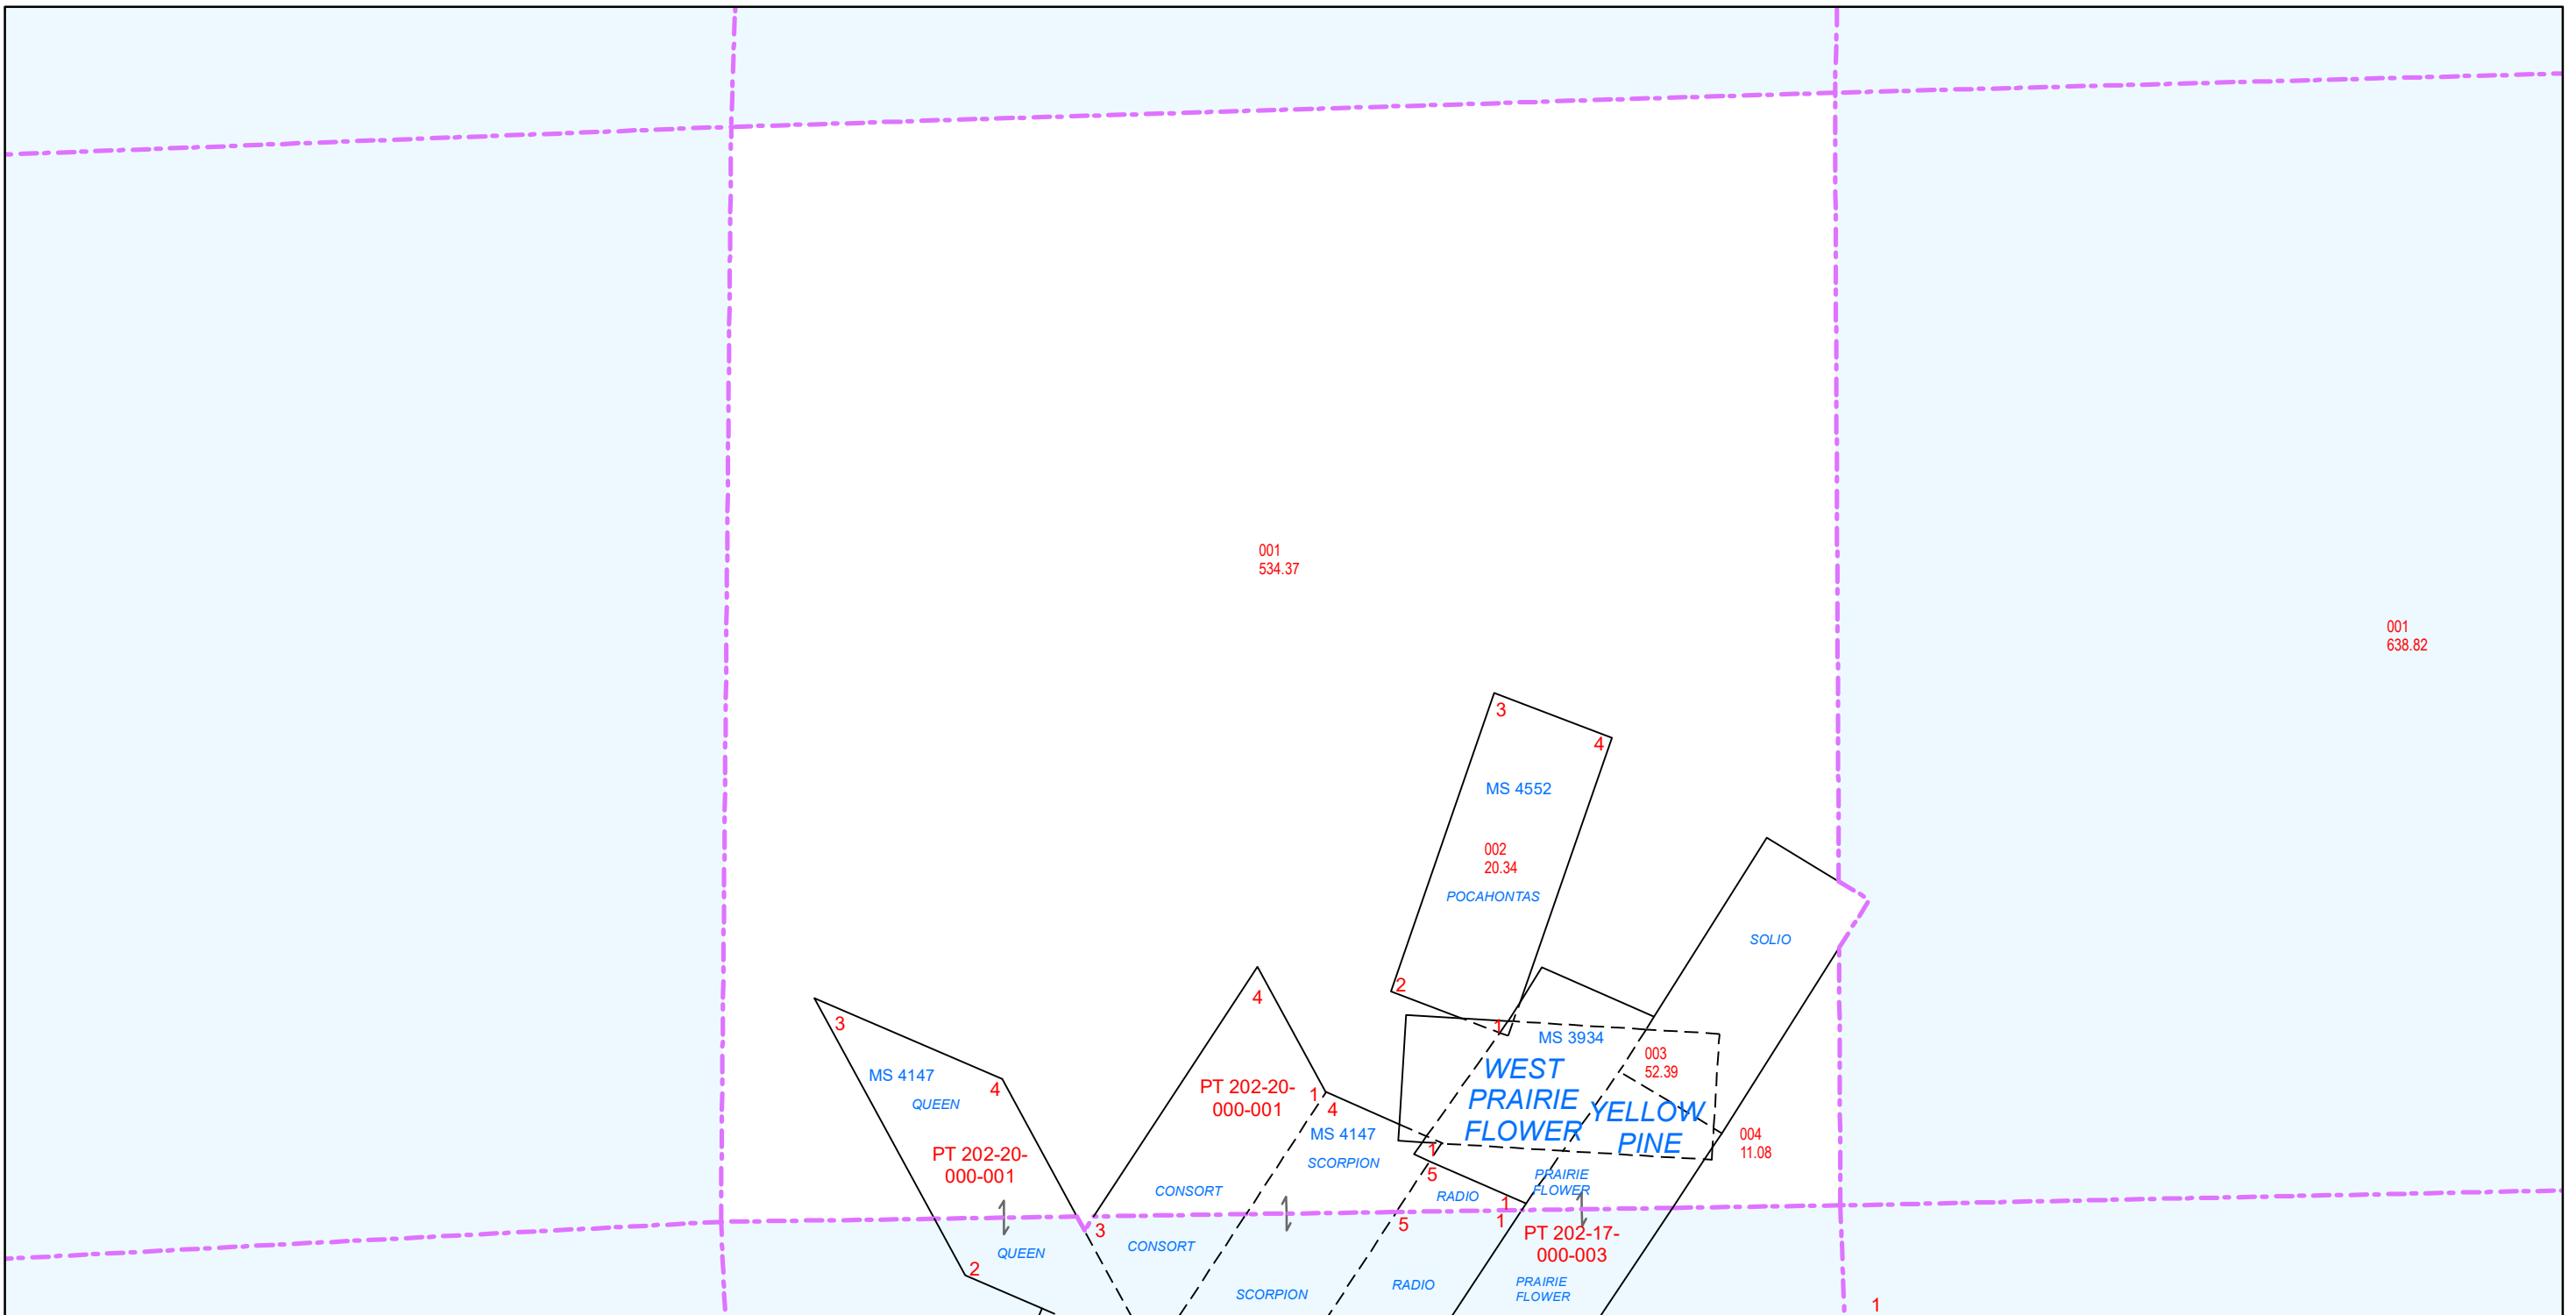 001
534.37
001
638.82
3
4
MS 4552
002
20.34
POCAHONTAS
2
1
SOLIO
3
MS 4147
QUEEN
4
PT 202-20-
000-001
4
PT 202-20-
000-001
1
4
MS 4147
SCORPION
CONSORT
MS 3934
003
52.39
WEST
PRAIRIE
FLOWER
YELLOW
PINE
004
11.08
1
5
RADIO
PRAIRIE
FLOWER
1
3
5
1
PT 202-17-
000-003
QUEEN
CONSORT
2
SCORPION
RADIO
PRAIRIE
FLOWER
1